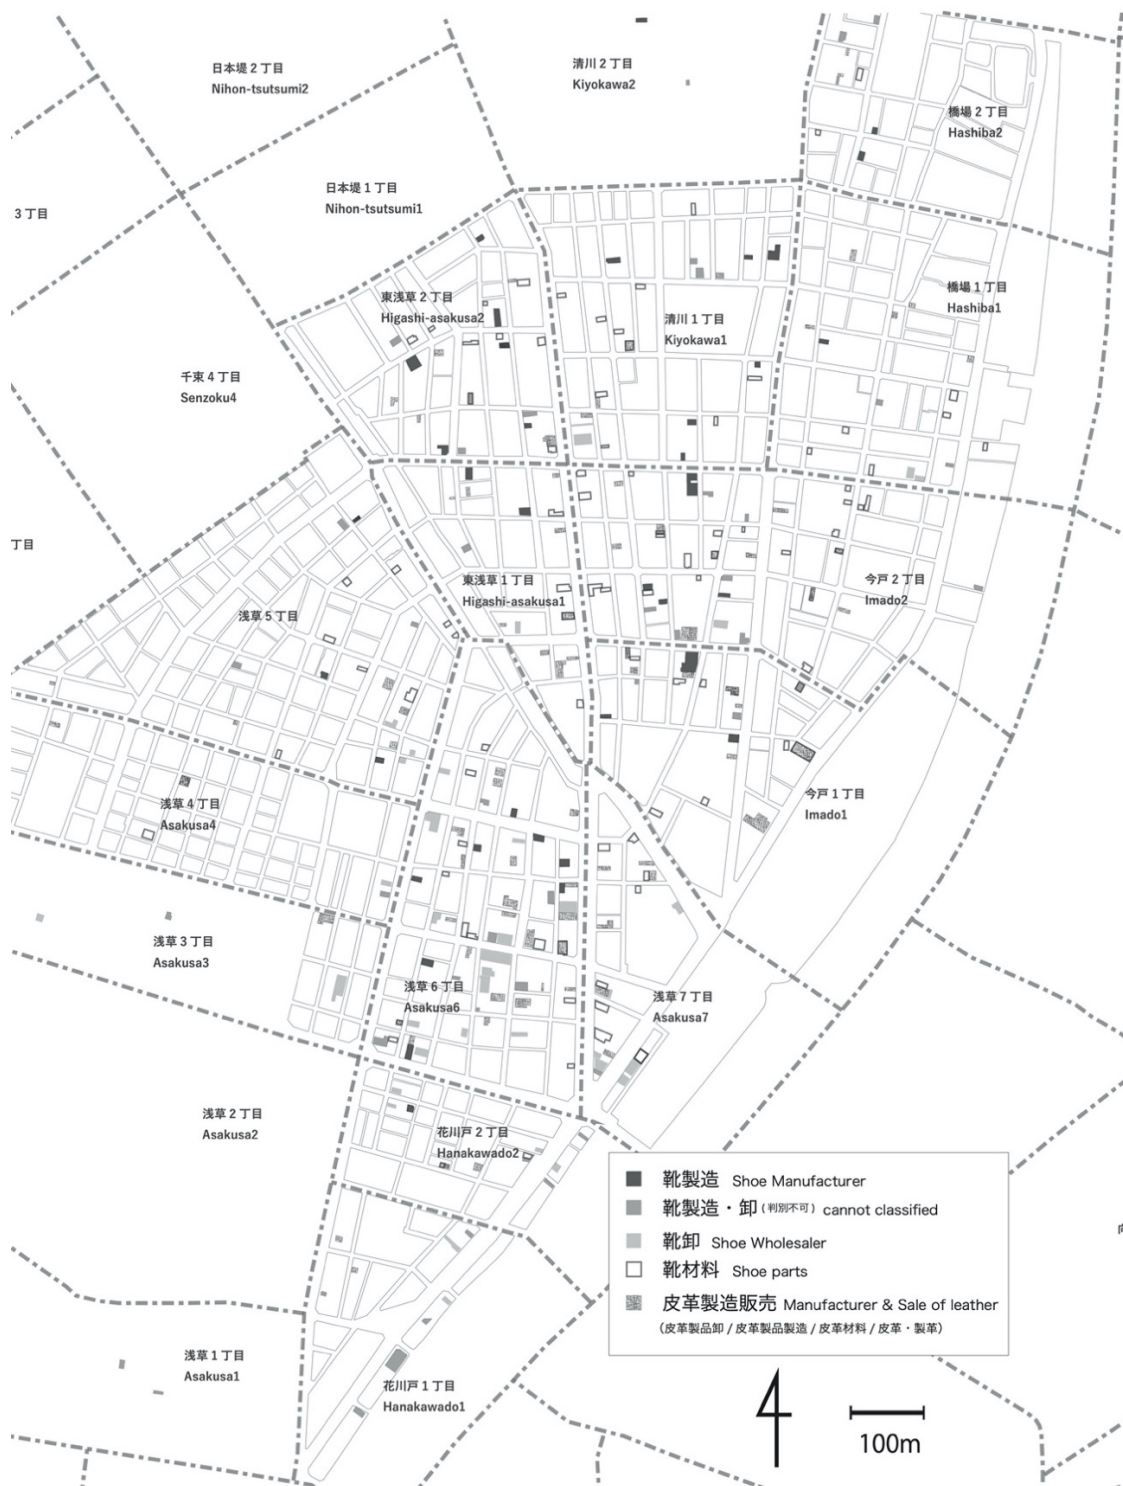 日本堤 2 丁目
Nihon-tsutsumi2
清川 2 丁目
Kiyokawa2
橋場 2 丁目
Hashiba2
日本堤 1 丁目
Nihon-tsutsumi1
3 丁目
東浅草 2 丁目
Higashi-asakusa2
橋場 1 丁目
Hashiba1
清川 1 丁目
Kiyokawa1
千束 4 丁目
Senzoku4
丁目
東浅草 1 丁目
Higashi-asakusa1
今戸 2 丁目
Imado2
浅草 5 丁目
浅草 4 丁目
Asakusa4
今戸 1 丁目
Imado1
浅草 3 丁目
Asakusa3
浅草 6 丁目
Asakusa6
浅草 7 丁目
Asakusa7
浅草 2 丁目
Asakusa2
花川戸 2 丁目
Hanakawado2
靴製造 Shoe Manufacturer
靴製造・卸 (判別不可) cannot classified
靴卸 Shoe Wholesaler
靴材料 Shoe parts
皮革製造販売 Manufacturer & Sale of leather
(皮革製品卸 / 皮革製品製造 / 皮革材料 / 皮革・製革)
浅草 1 丁目
Asakusa1
花川戸 1 丁目
Hanakawado1
100m